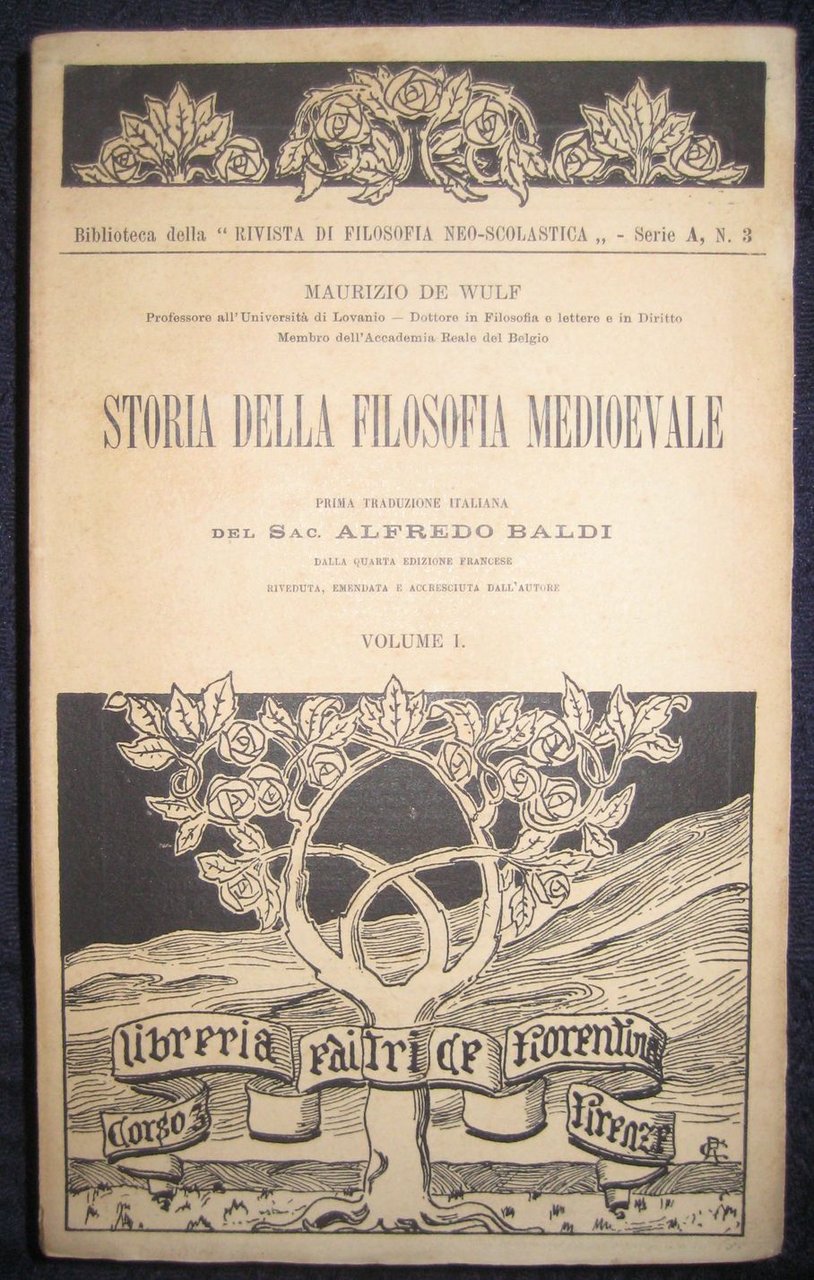 Biblioteca della “ RIVISTA DI FILOSOFIA NEO-SCOLASTICA „ - Serie A, N. 3
MAURIZIO DE WULF
Professore all'Università di Lovanio — Dottore in Filosofia e lettere e in Diritto
Membro dell'Accademia Reale del Belgio
STORIA DELLA FILOSOFIA MEDIOEVALE
PRIMA TRADUZIONE ITALIANA
DEL SAC. ALFREDO BALDI
DALLA QUARTA EDIZIONE FRANCESE
RIVEDUTA, EMENDATA E ACCRESCIUTA DALL'AUTORE
VOLUME I.
libreria editrice fiorentina
Corso 3 Firenze